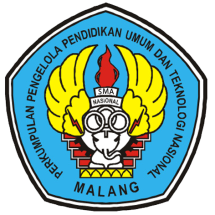 PERKUMPULAN PENGELOLA PENDIDIKAN UMUM DAN TEKNOLOGI NASIONAL
SMA
NASIONAL
MALANG